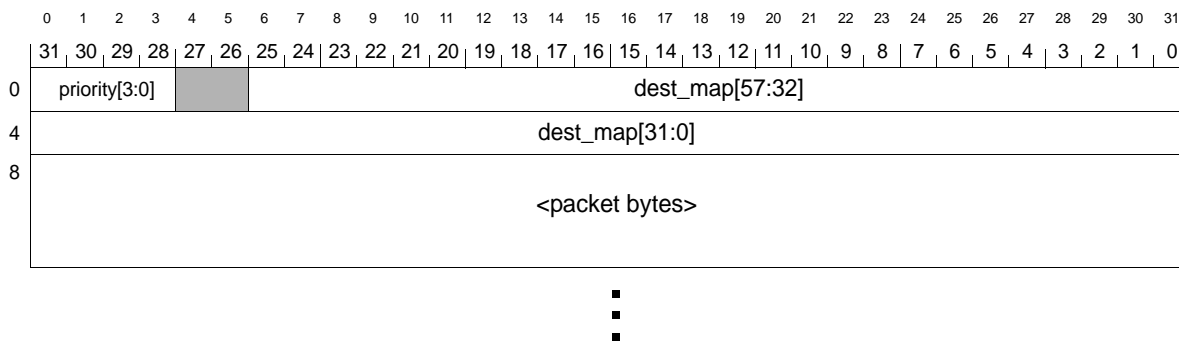 0 1 2 3 4 5 6 7 8 9 10 11 12 13 14 15 16 17 18 19 20 21 22 23 24 25 26 27 28 29 30 31
31 30 29 28 27 26 25 24 23 22 21 20 19 18 17 16 15 14 13 12 11 10 9 8 7 6 5 4 3 2 1 0
0 priority[3:0] dest_map[57:32]
4 dest_map[31:0]
8
<packet bytes>